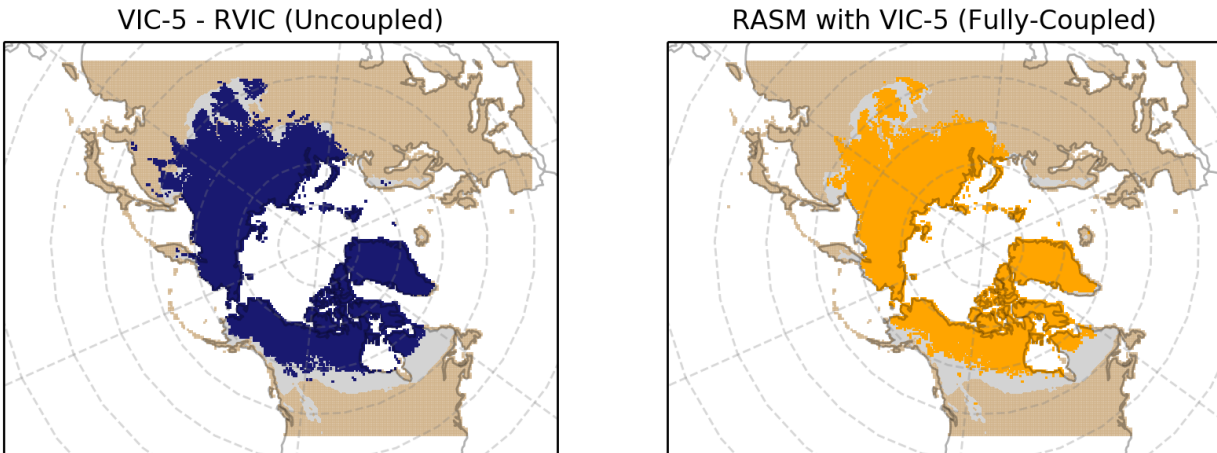 VIC-5 - RVIC (Uncoupled)
RASM with VIC-5 (Fully-Coupled)